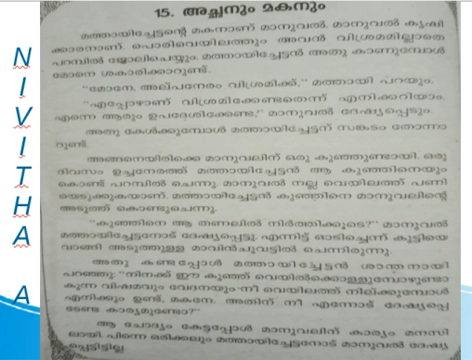 NIVITHA A
15. അച്ഛനും മകനും
മത്തായിച്ചേട്ടന്റെ മകനാണ് മാനുവൽ. മാനുവൽ കൃഷി
ക്കാരനാണ്. പൊരിവെയിലത്തും അവൻ വിശ്രമമില്ലാതെ
പറമ്പിൽ ജോലിചെയ്യും. മത്തായിച്ചേട്ടൻ അതു കാണുമ്പോൾ
മോനെ ശകാരിക്കാറുണ്ട്.
"മോനേ, അല്പനേരം വിശ്രമിക്ക്," മത്തായി പറയും.
"എപ്പോഴാണ് വിശ്രമിക്കേണ്ടതെന്ന് എനിക്കറിയാം.
എന്നെ ആരും ഉപദേശിക്കേണ്ട," മാനുവൽ ദേഷ്യപ്പെടും.
അതു കേൾക്കുമ്പോൾ മത്തായിച്ചേട്ടന് സങ്കടം തോന്നാ
റുണ്ട്.
അങ്ങനെയിരിക്കെ മാനുവലിന് ഒരു കുഞ്ഞുണ്ടായി. ഒരു
ദിവസം ഉച്ചനേരത്ത് മത്തായിച്ചേട്ടൻ ആ കുഞ്ഞിനെയും
കൊണ്ട് പറമ്പിൽ ചെന്നു. മാനുവൽ നല്ല വെയിലത്ത് പണി
യെടുക്കുകയാണ്. മത്തായിച്ചേട്ടൻ കുഞ്ഞിനെ മാനുവലിന്റെ
അടുത്ത് കൊണ്ടുചെന്നു.
"കുഞ്ഞിനെ ആ തണലിൽ നിർത്തിക്കൂടെ?" മാനുവൽ
മത്തായിച്ചേട്ടനോട് ദേഷ്യപ്പെട്ടു. എന്നിട്ട് ഓടിച്ചെന്ന് കുട്ടിയെ
വാങ്ങി അടുത്തുള്ള മാവിൻചുവട്ടിൽ ചെന്നിരുന്നു.
അതു കണ്ടപ്പോൾ മത്തായിച്ചേട്ടൻ ശാന്തനായി
പറഞ്ഞു: "നിനക്ക് ഈ കുഞ്ഞ് വെയിൽക്കൊള്ളുമ്പോഴുണ്ടാ
കുന്ന വിഷമവും വേദനയും നീ വെയിലത്ത് നില്ക്കുമ്പോൾ
എനിക്കും ഉണ്ട്, മകനേ. അതിന് നീ എന്നോട് ദേഷ്യപ്പെ
ടേണ്ട കാര്യമുണ്ടോ?"
ആ ചോദ്യം കേട്ടപ്പോൾ മാനുവലിന് കാര്യം മനസി
ലായി. പിന്നെ ഒരിക്കലും മത്തായിച്ചേട്ടനോട് മാനുവൽ ദേഷ്യ
പ്പെട്ടിട്ടില്ല.